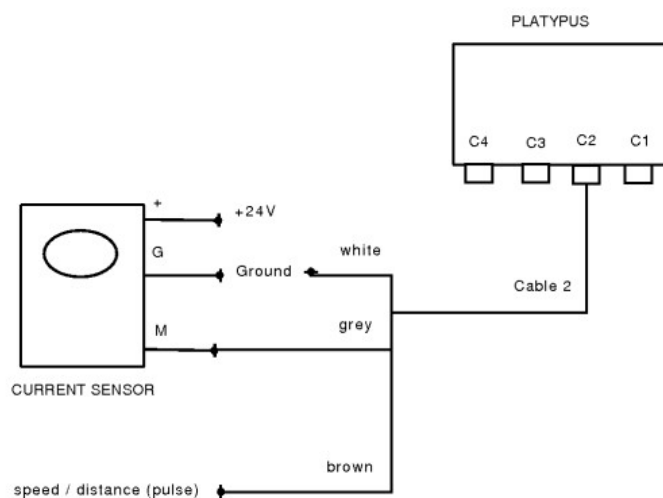 PLATYPUS
C4 C3 C2 C1
+
+24V
G
Ground
white
Cable 2
M
grey
CURRENT SENSOR
brown
speed / distance (pulse)